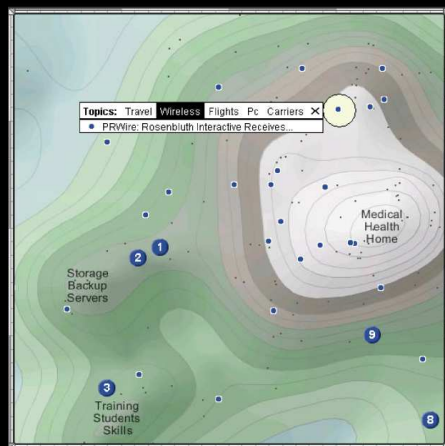 Topics: Travel Wireless Flights Pc Carriers X
PRWire: Rosenbluth Interactive Receives...
Medical
Health
Home
1
2
Storage
Backup
Servers
9
3
Training
Students
Skills
8